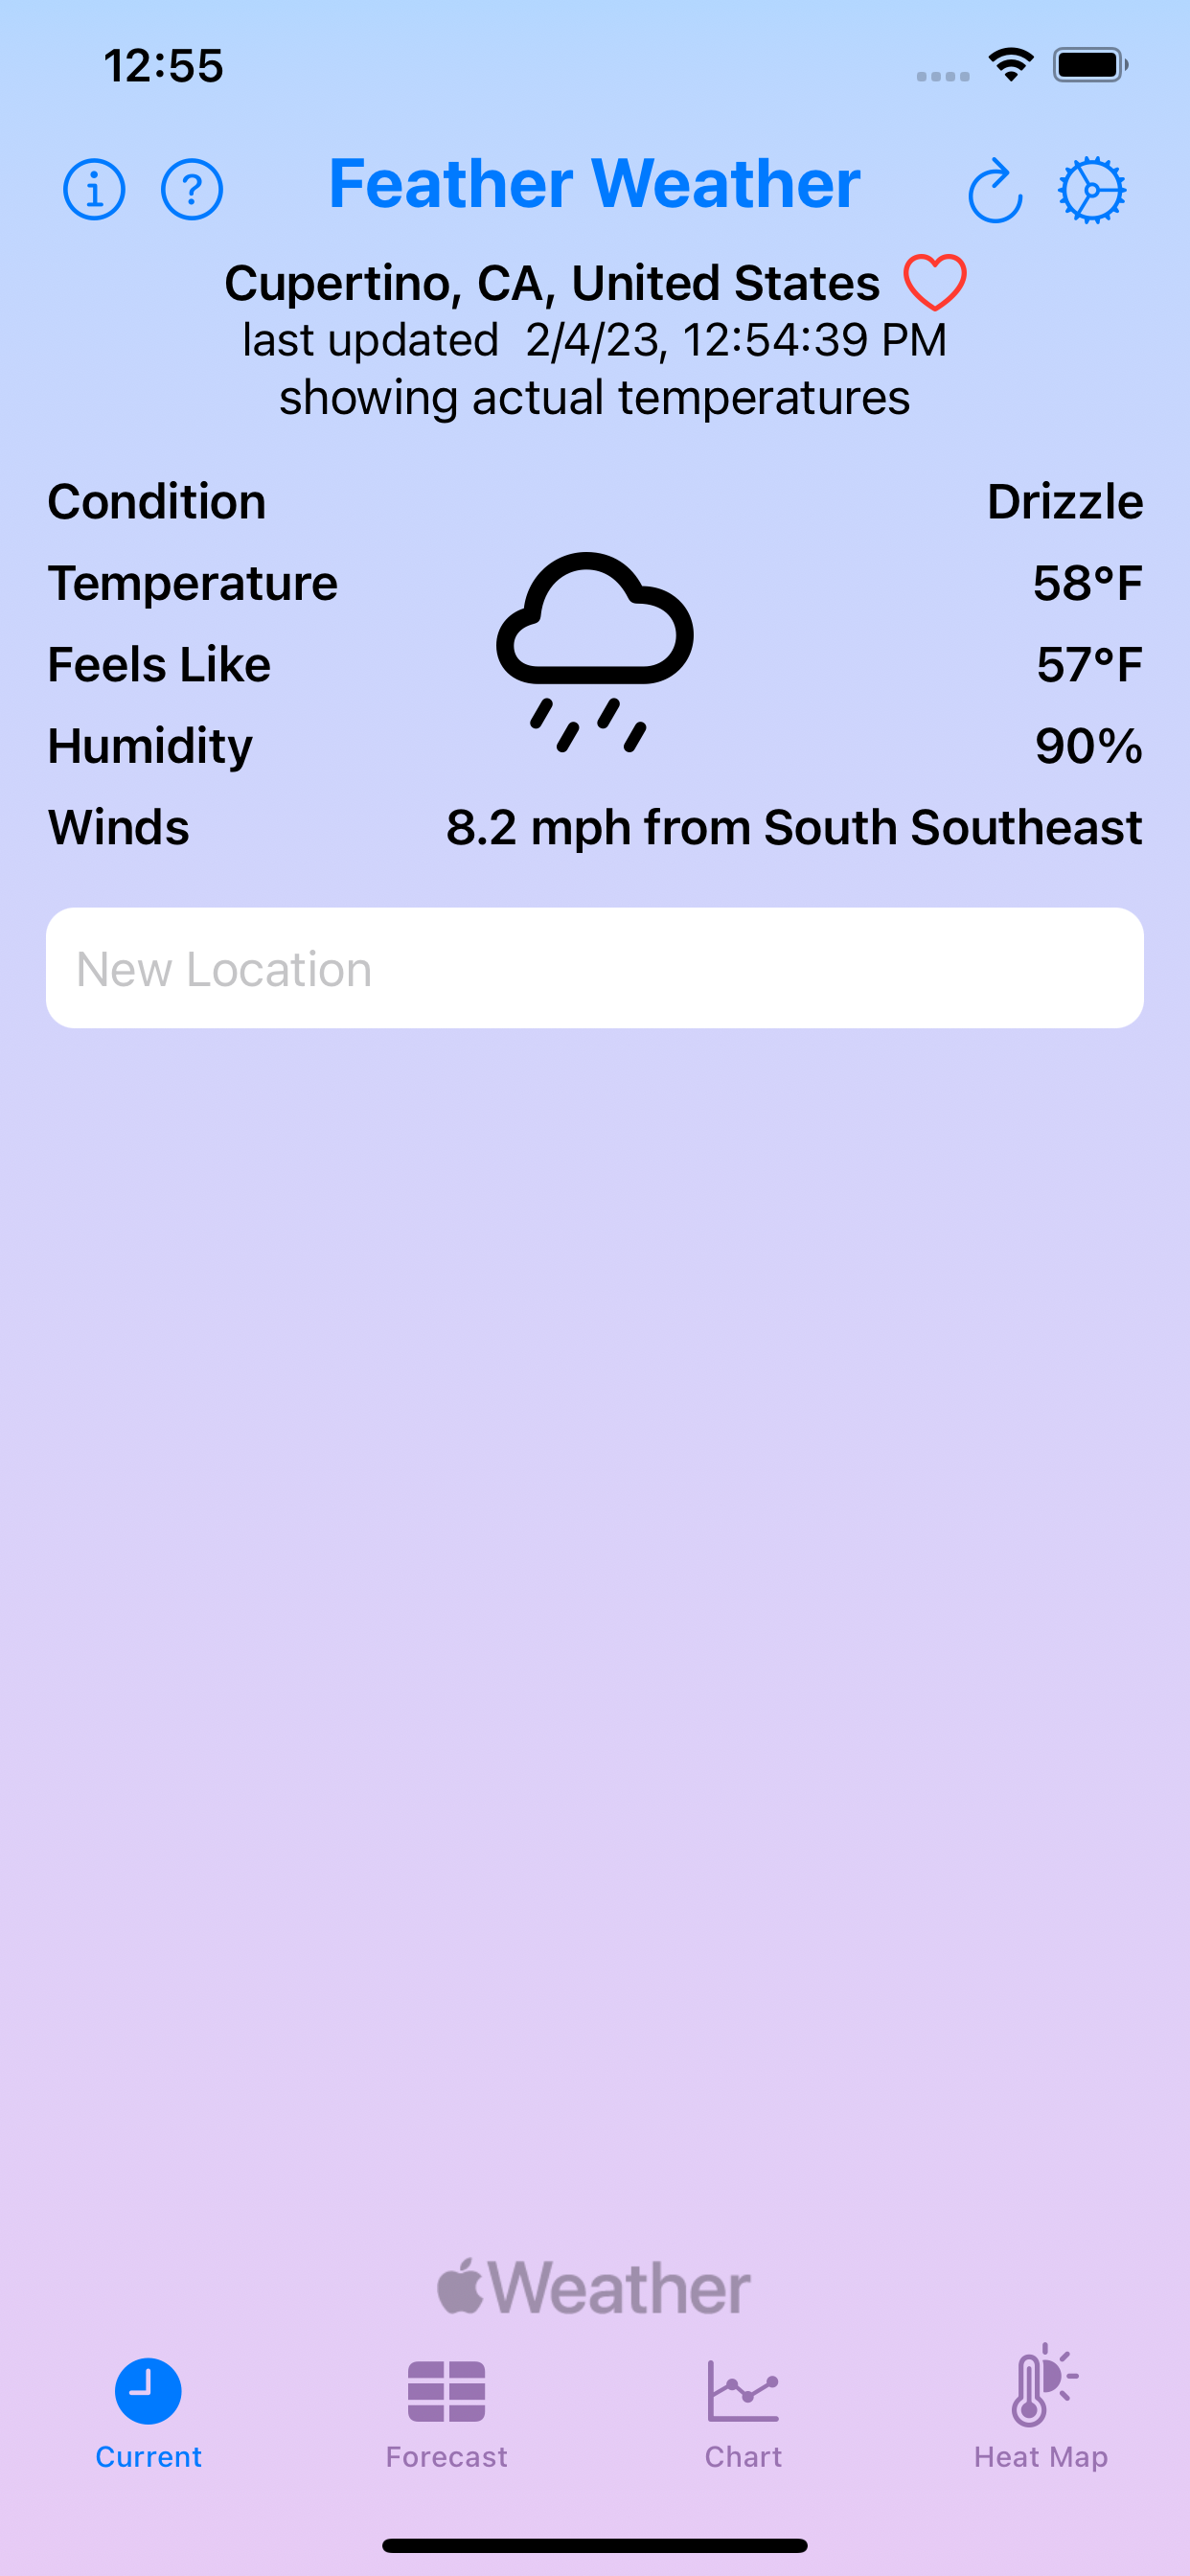 12:55
Feather Weather
Cupertino, CA, United States
last updated 2/4/23, 12:54:39 PM
showing actual temperatures
Condition Drizzle
Temperature 58°F
Feels Like 57°F
Humidity 90%
Winds 8.2 mph from South Southeast
New Location
Weather
Current Forecast Chart Heat Map